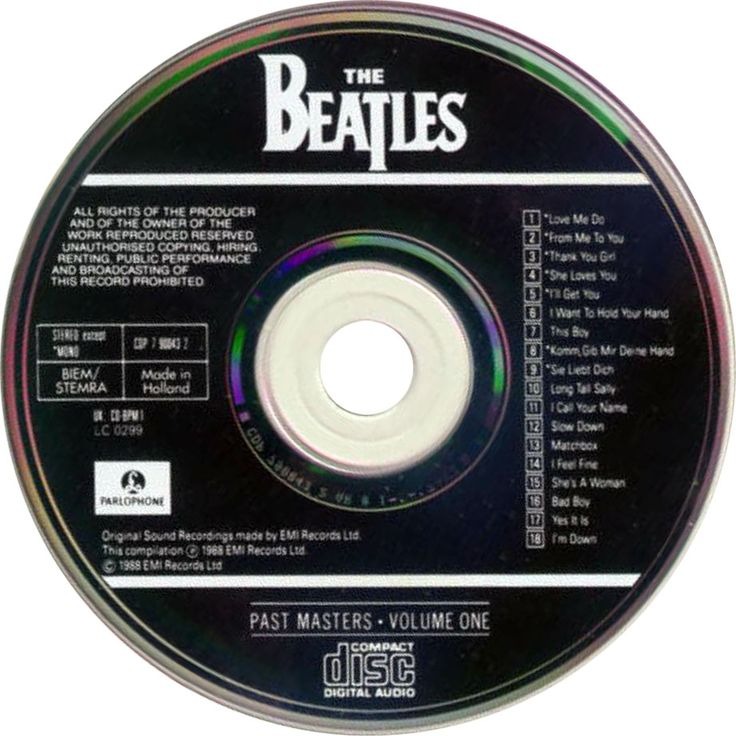 THE
BEATLES
ALL RIGHTS OF THE PRODUCER
AND OF THE OWNER OF THE
WORK REPRODUCED RESERVED
UNAUTHORISED COPYING, HIRING
RENTING, PUBLIC PERFORMANCE
AND BROADCASTING OF
THIS RECORD PROHIBITED
STEREO except
*MONO
CDP 7 90043 2
BIEM/
STEMRA
Made in
Holland
UK: CD-BPM 1
LC 0299
PARLOPHONE
1 *Love Me Do
2 *From Me To You
3 *Thank You Girl
4 *She Loves You
5 *I'll Get You
6 I Want To Hold Your Hand
7 This Boy
8 *Komm, Gib Mir Deine Hand
9 *Sie Liebt Dich
10 Long Tall Sally
11 I Call Your Name
12 Slow Down
13 Matchbox
14 I Feel Fine
15 She's A Woman
16 Bad Boy
17 Yes It Is
18 I'm Down
Original Sound Recordings made by EMI Records Ltd.
This compilation ℗ 1988 EMI Records Ltd.
© 1988 EMI Records Ltd
PAST MASTERS · VOLUME ONE
COMPACT
disc
DIGITAL AUDIO